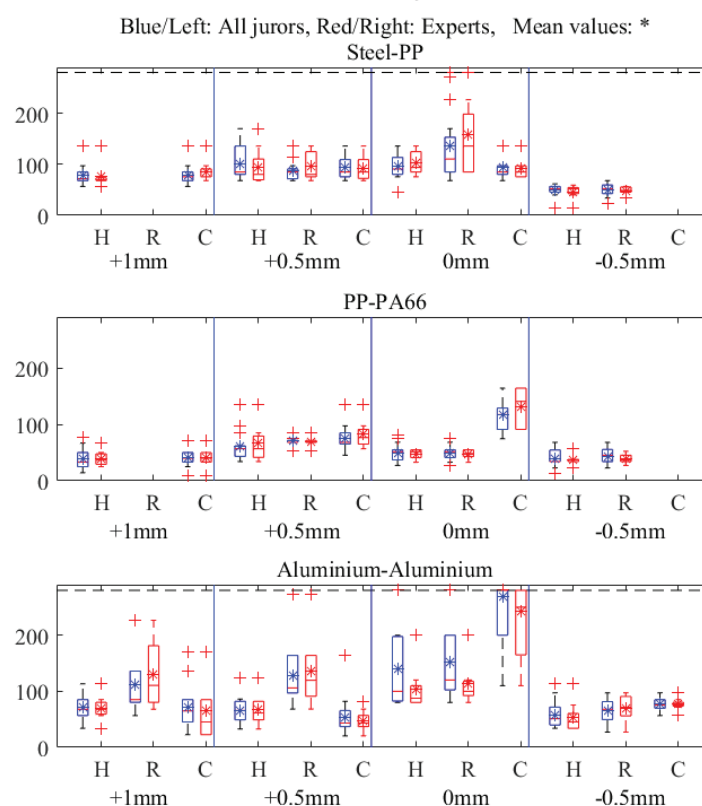 Blue/Left: All jurors, Red/Right: Experts, Mean values: *
Steel-PP
200
100
0
H R C H R C H R C H R C
+1mm +0.5mm 0mm -0.5mm
PP-PA66
200
100
0
H R C H R C H R C H R C
+1mm +0.5mm 0mm -0.5mm
Aluminium-Aluminium
200
100
0
H R C H R C H R C H R C
+1mm +0.5mm 0mm -0.5mm